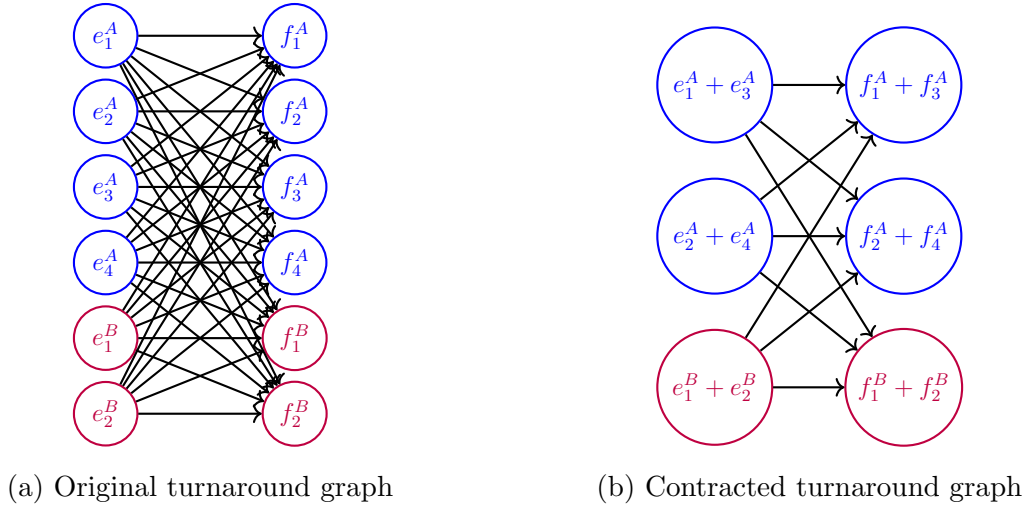 e_1^A f_1^A
e_2^A f_2^A
e_3^A f_3^A
e_4^A f_4^A
e_1^B f_1^B
e_2^B f_2^B
(a) Original turnaround graph
e_1^A + e_3^A f_1^A + f_3^A
e_2^A + e_4^A f_2^A + f_4^A
e_1^B + e_2^B f_1^B + f_2^B
(b) Contracted turnaround graph